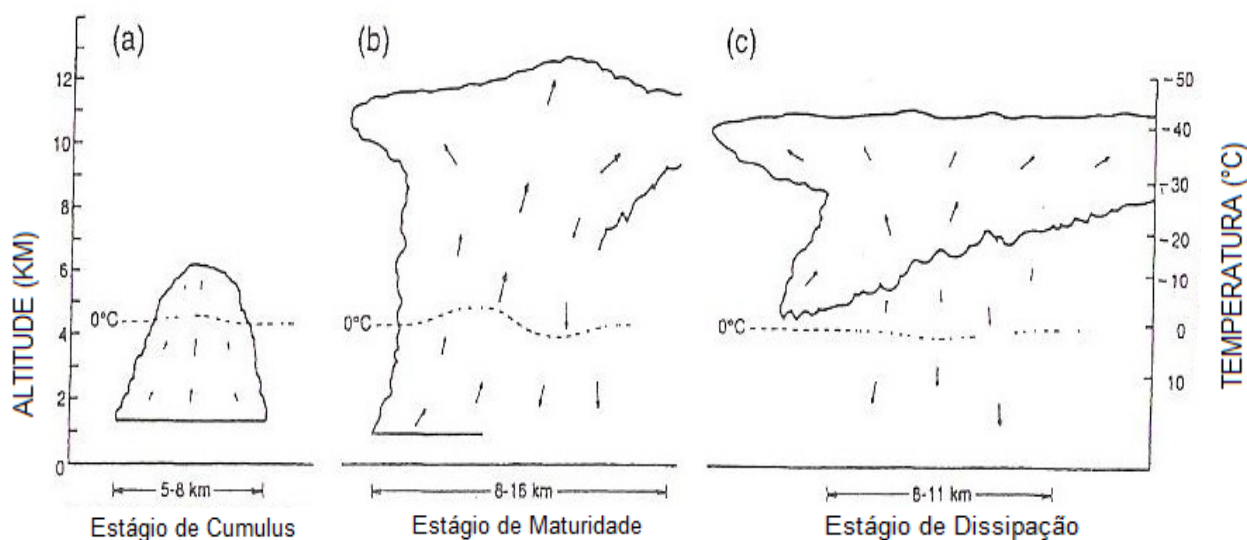 (a)
(b)
(c)
ALTITUDE (KM)
12
10
8
6
4
2
0
0°C
0°C
0°C
-50
-40
-30
-20
-10
0
10
TEMPERATURA (°C)
5-8 km
8-16 km
8-11 km
Estágio de Cumulus
Estágio de Maturidade
Estágio de Dissipação